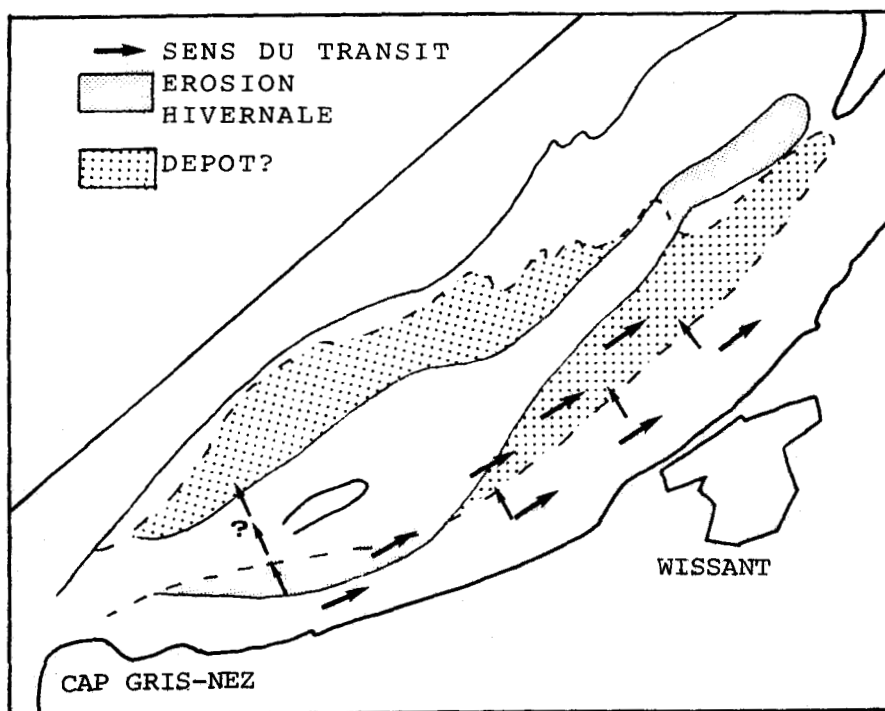 SENS DU TRANSIT
EROSION
HIVERNALE
DEPOT?
?
WISSANT
CAP GRIS-NEZ